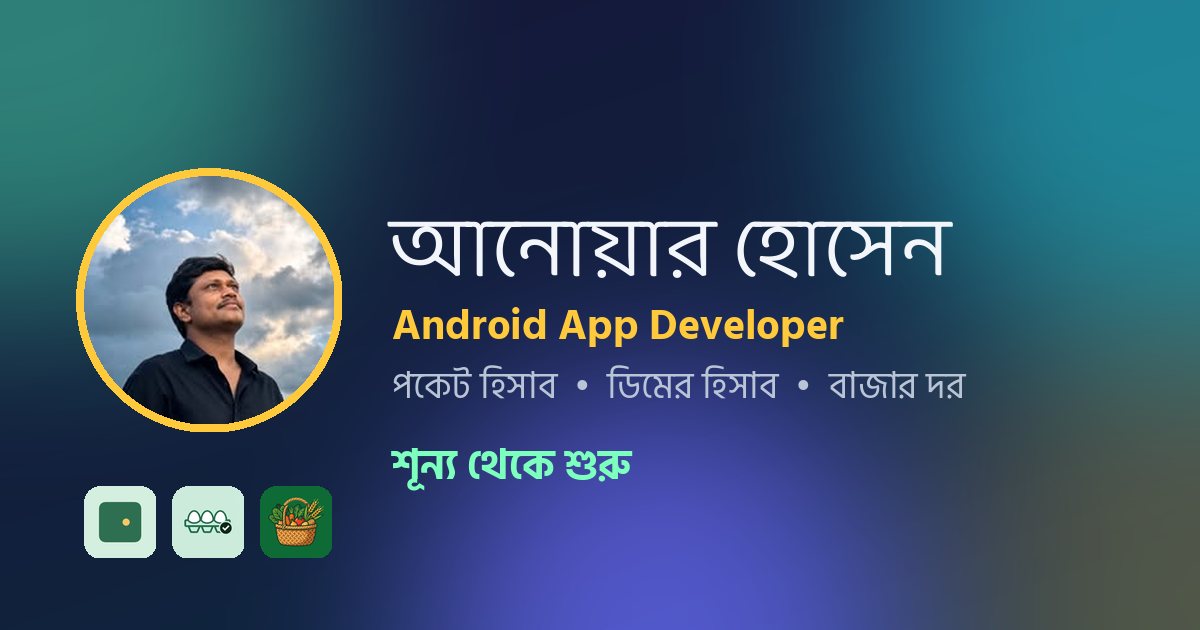 আনোয়ার হোসেন
Android App Developer
পকেট হিসাব • ডিমের হিসাব • বাজার দর
শূন্য থেকে শুরু